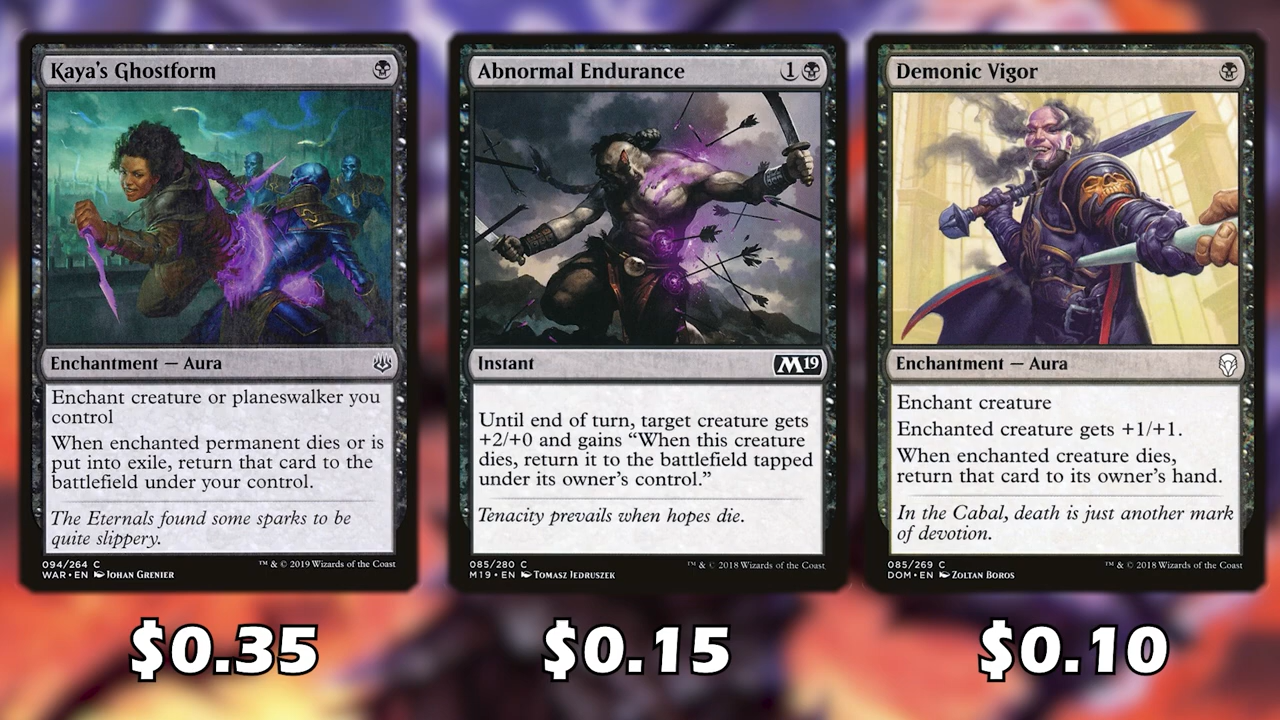 Kaya's Ghostform
Enchantment — Aura
Enchant creature or planeswalker you
control
When enchanted permanent dies or is
put into exile, return that card to the
battlefield under your control.
The Eternals found some sparks to be
quite slippery.
094/264 C
WAR • EN Johan Grenier
™ & © 2019 Wizards of the Coast
$0.35
Abnormal Endurance 1
Instant M19
Until end of turn, target creature gets
+2/+0 and gains “When this creature
dies, return it to the battlefield tapped
under its owner's control.”
Tenacity prevails when hopes die.
085/280 C
M19 • EN Tomasz Jedruszek
™ & © 2018 Wizards of the Coast
$0.15
Demonic Vigor
Enchantment — Aura
Enchant creature
Enchanted creature gets +1/+1.
When enchanted creature dies,
return that card to its owner's hand.
In the Cabal, death is just another mark
of devotion.
085/269 C
DOM • EN Zoltan Boros
™ & © 2018 Wizards of the Coast
$0.10